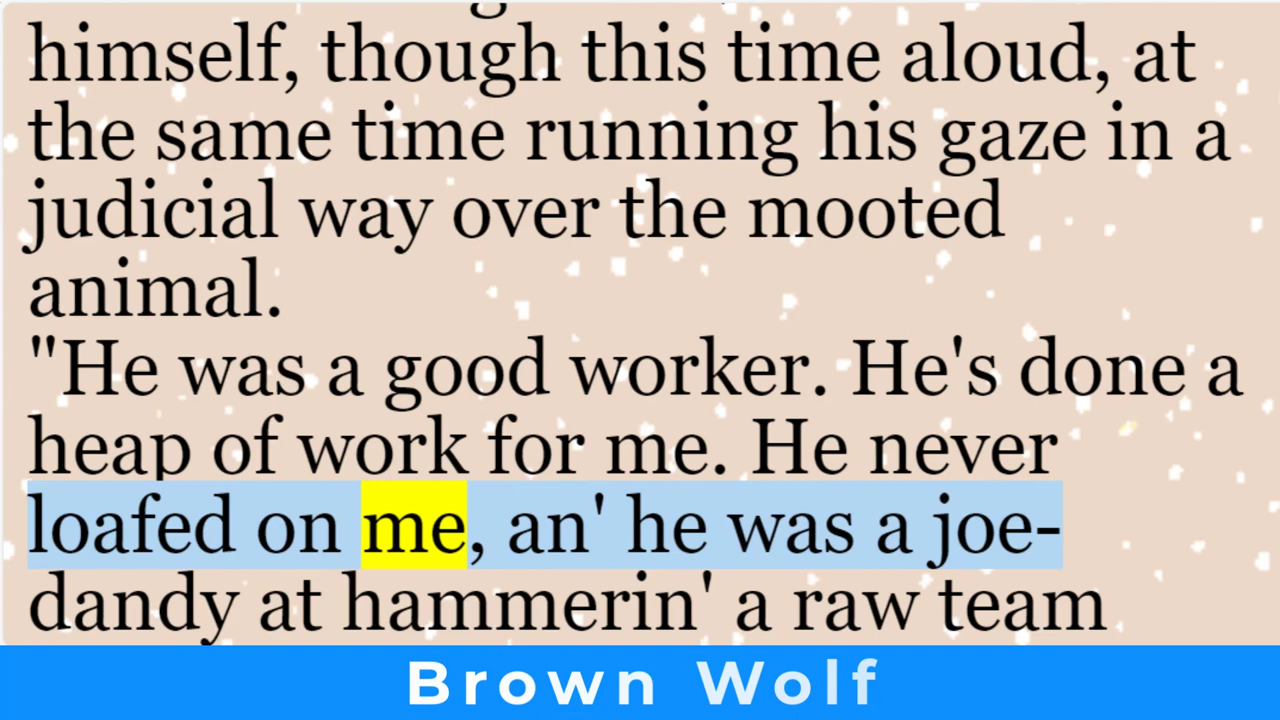 himself, though this time aloud, at
the same time running his gaze in a
judicial way over the mooted
animal.
"He was a good worker. He's done a
heap of work for me. He never
loafed on me, an' he was a joe-
dandy at hammerin' a raw team
Brown Wolf